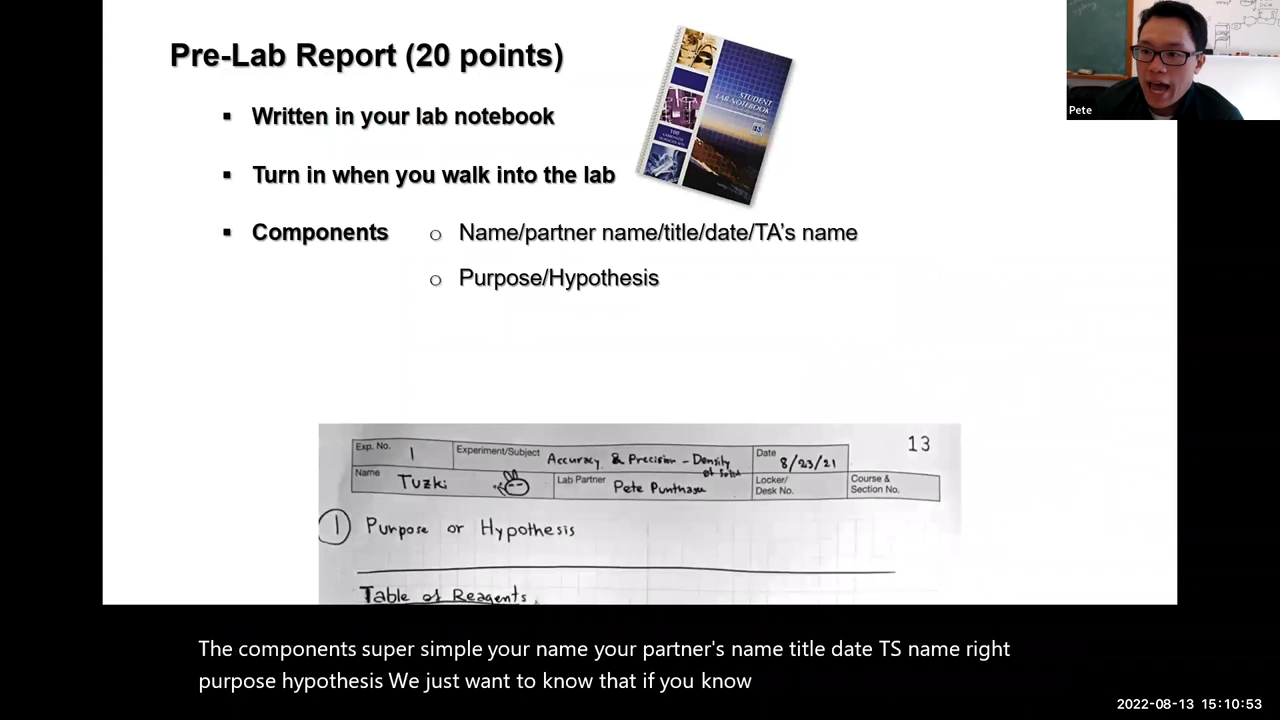 Pre-Lab Report (20 points)
▪ Written in your lab notebook
STUDENT
LAB NOTEBOOK
▪ Turn in when you walk into the lab
▪ Components
o Name/partner name/title/date/TA's name
o Purpose/Hypothesis
Pete
13
Exp. No. 1
Experiment/Subject Accuracy & Precision - Density
of Solid
Date 8/23/21
Name Tuzki
Lab Partner Pete
Locker/
Desk No.
Course &
Section No.
1 Purpose or Hypothesis
Table of Reagents
The components super simple your name your partner's name title date TS name right
purpose hypothesis We just want to know that if you know
2022-08-13 15:10:53